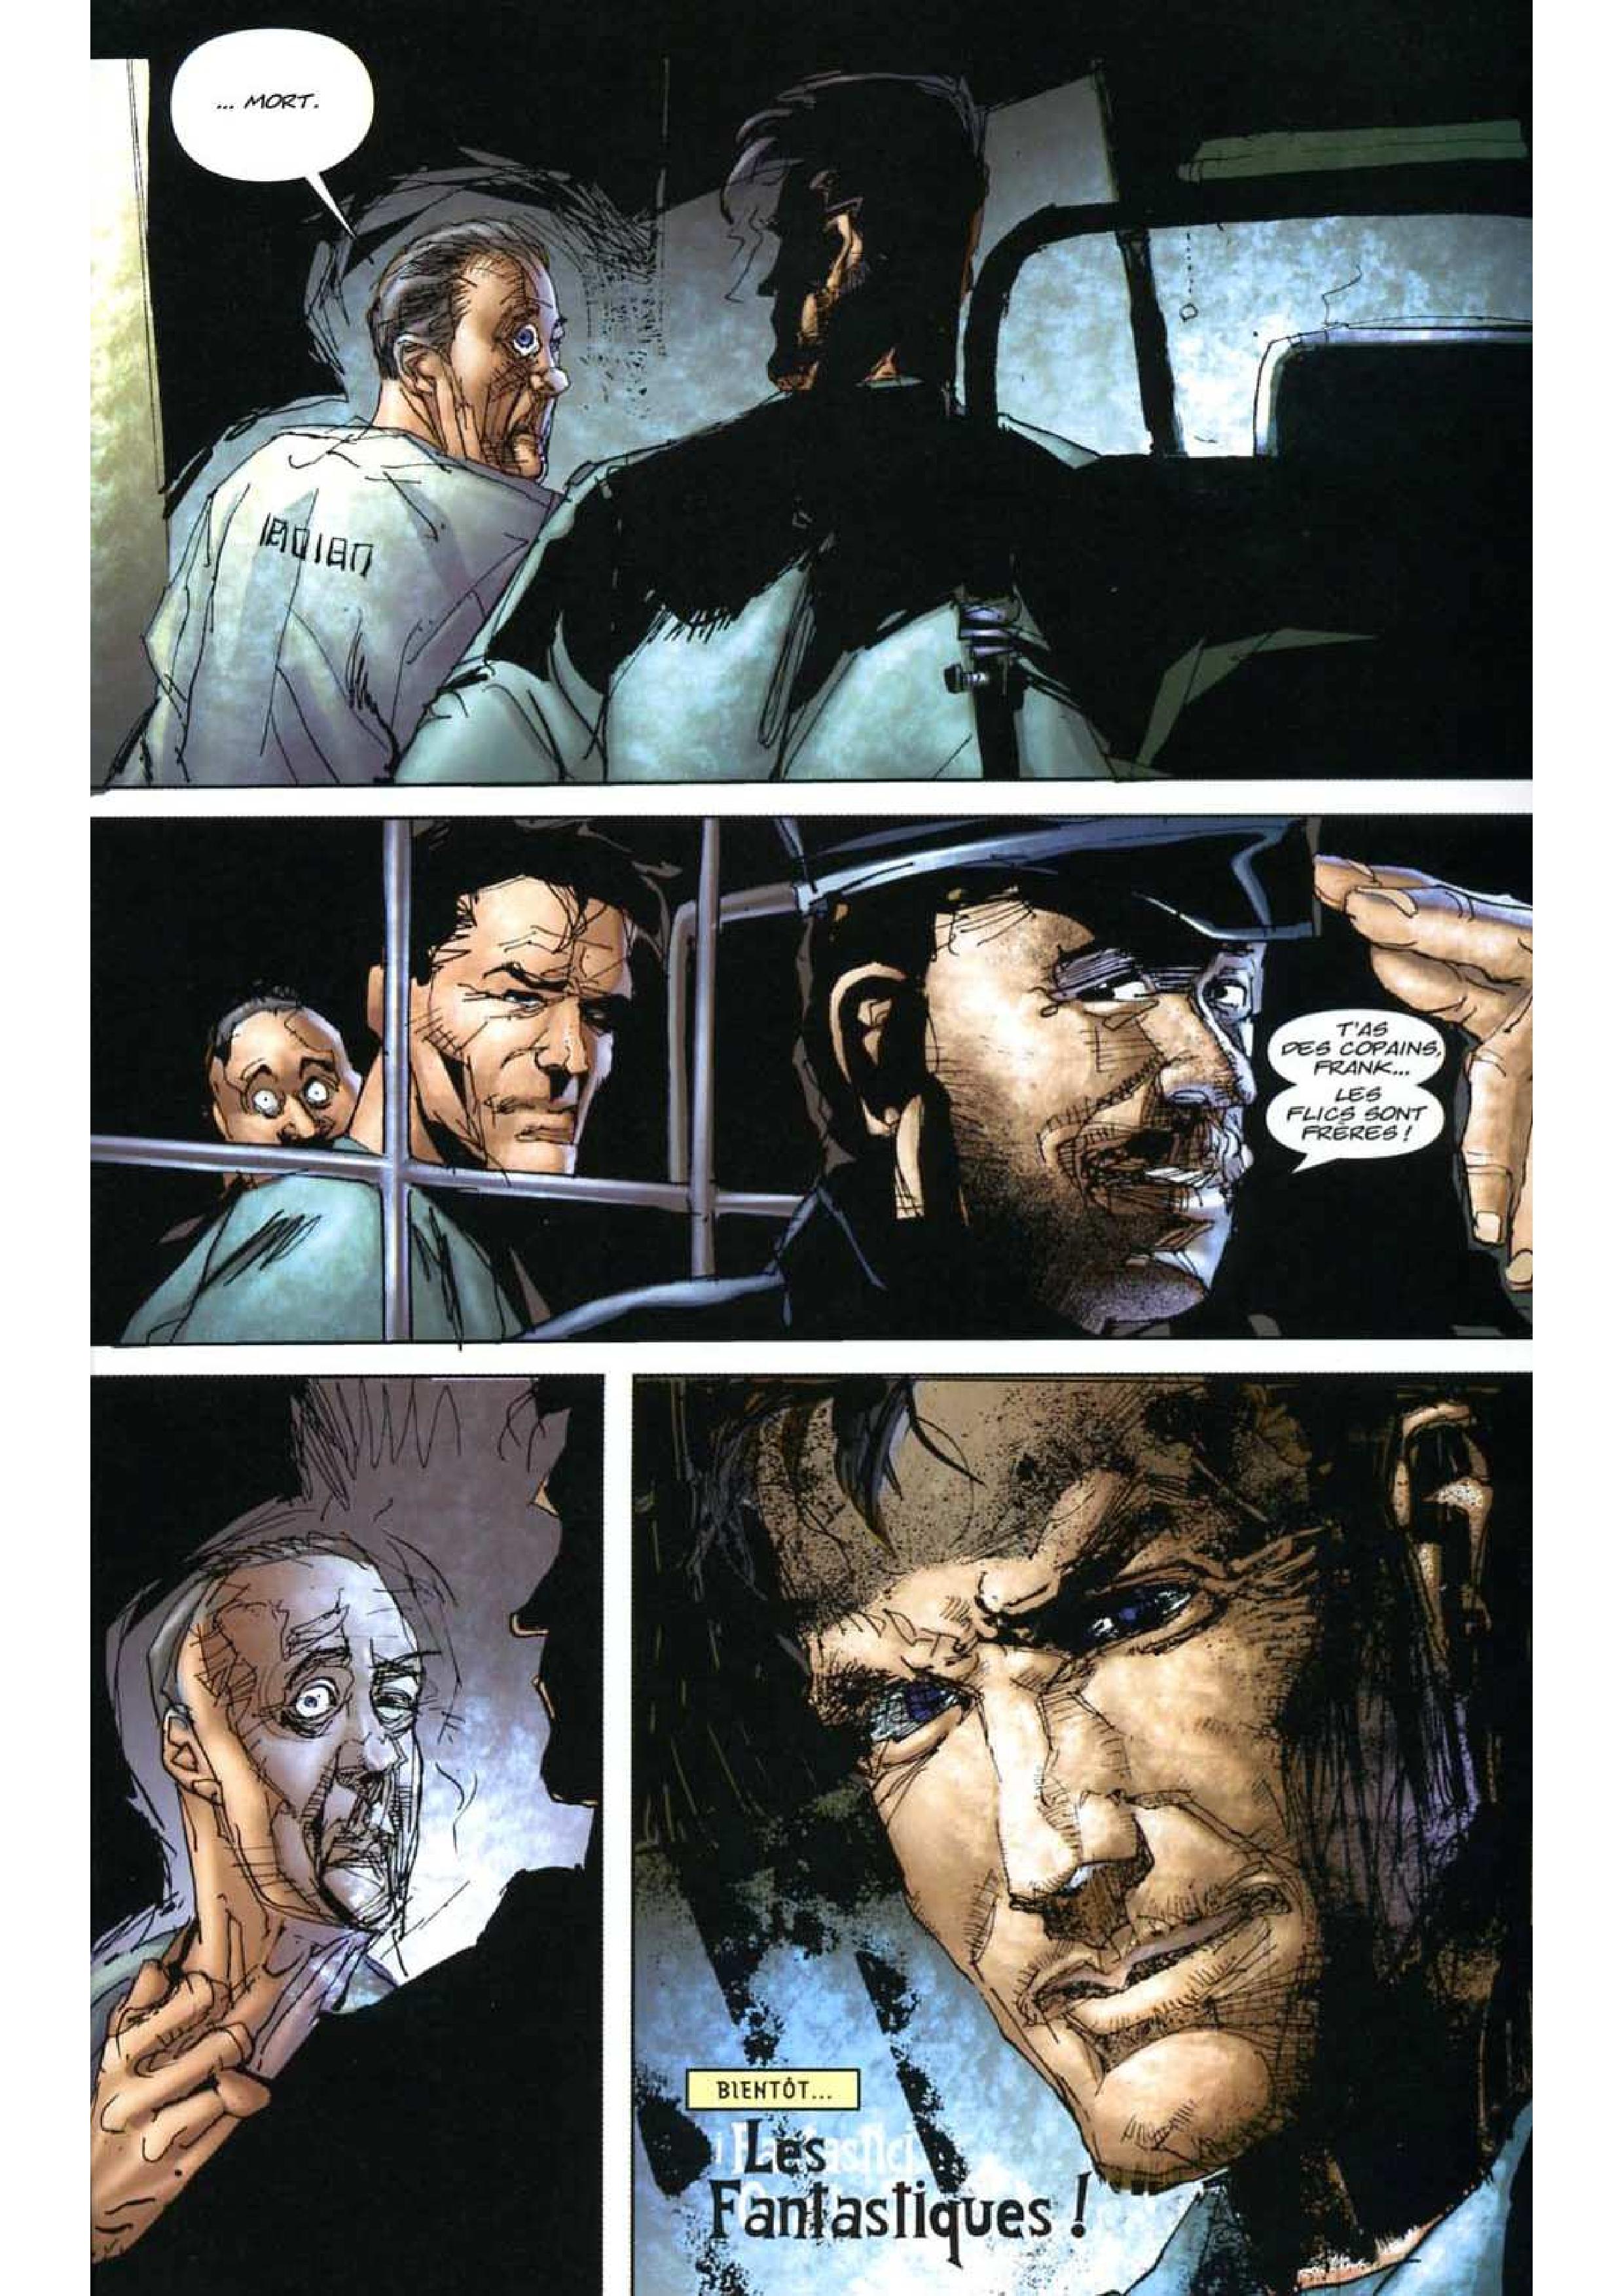 ... MORT.
T'AS
DES COPAINS,
FRANK...
LES
FLICS SONT
FRÈRES !
BIENTÔT...
Les
Fantastiques !